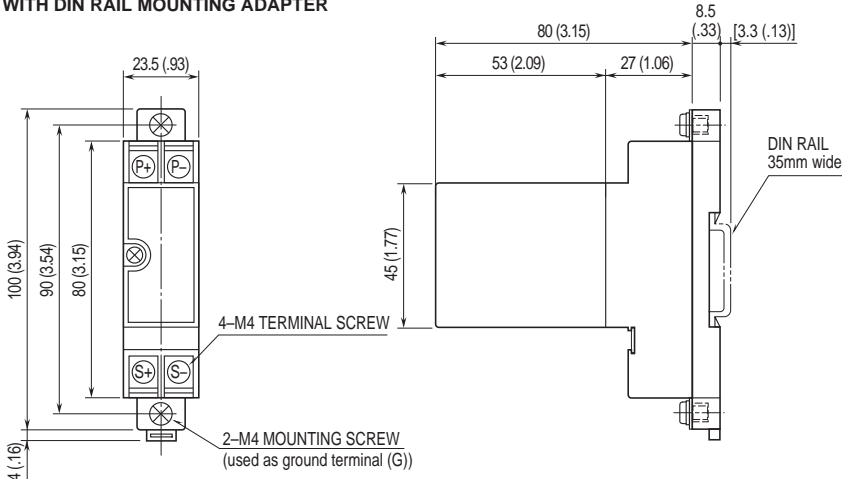 WITH DIN RAIL MOUNTING ADAPTER
8.5
(.33)
[3.3 (.13)]
80 (3.15)
53 (2.09)
27 (1.06)
23.5 (.93)
DIN RAIL
35mm wide
P+
P–
100 (3.94)
90 (3.54)
80 (3.15)
45 (1.77)
4–M4 TERMINAL SCREW
S+
S–
2–M4 MOUNTING SCREW
(used as ground terminal (G))
4 (.16)